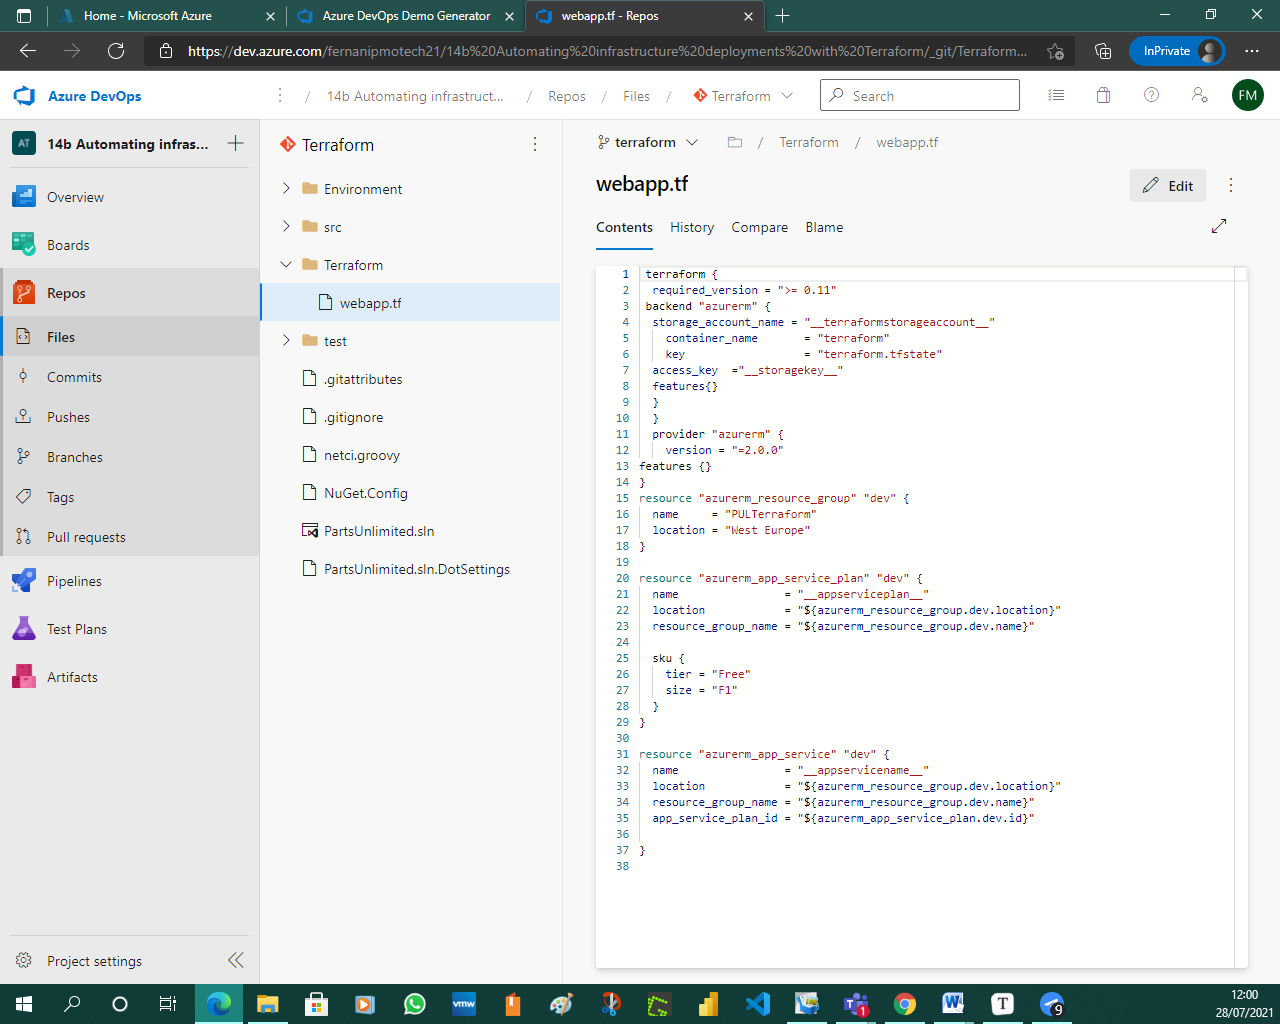 Home - Microsoft Azure
Azure DevOps Demo Generator
webapp.tf - Repos
https://dev.azure.com/fernanipmotech21/14b%20Automating%20infrastructure%20deployments%20with%20Terraform/_git/Terraform...
InPrivate
Azure DevOps
/ 14b Automating infrastruct... / Repos / Files / Terraform
Search
FM
AT
14b Automating infras...
Overview
Boards
Repos
Files
Commits
Pushes
Branches
Tags
Pull requests
Pipelines
Test Plans
Artifacts
Project settings
Terraform
Environment
src
Terraform
webapp.tf
test
.gitattributes
.gitignore
netci.groovy
NuGet.Config
PartsUnlimited.sln
PartsUnlimited.sln.DotSettings
terraform / Terraform / webapp.tf
webapp.tf
Edit
Contents History Compare Blame
1 terraform {
2 required_version = ">= 0.11"
3 backend "azurerm" {
4 storage_account_name = "__terraformstorageaccount__"
5 container_name = "terraform"
6 key = "terraform.tfstate"
7 access_key ="__storagekey__"
8 features{}
9 }
10 }
11 provider "azurerm" {
12 version = "=2.0.0"
13 features {}
14 }
15 resource "azurerm_resource_group" "dev" {
16 name = "PULTerraform"
17 location = "West Europe"
18 }
19
20 resource "azurerm_app_service_plan" "dev" {
21 name = "__appserviceplan__"
22 location = "${azurerm_resource_group.dev.location}"
23 resource_group_name = "${azurerm_resource_group.dev.name}"
24
25 sku {
26 tier = "Free"
27 size = "F1"
28 }
29 }
30
31 resource "azurerm_app_service" "dev" {
32 name = "__appservicename__"
33 location = "${azurerm_resource_group.dev.location}"
34 resource_group_name = "${azurerm_resource_group.dev.name}"
35 app_service_plan_id = "${azurerm_app_service_plan.dev.id}"
36
37 }
38
vmw
1
W
T
9
12:00
28/07/2021